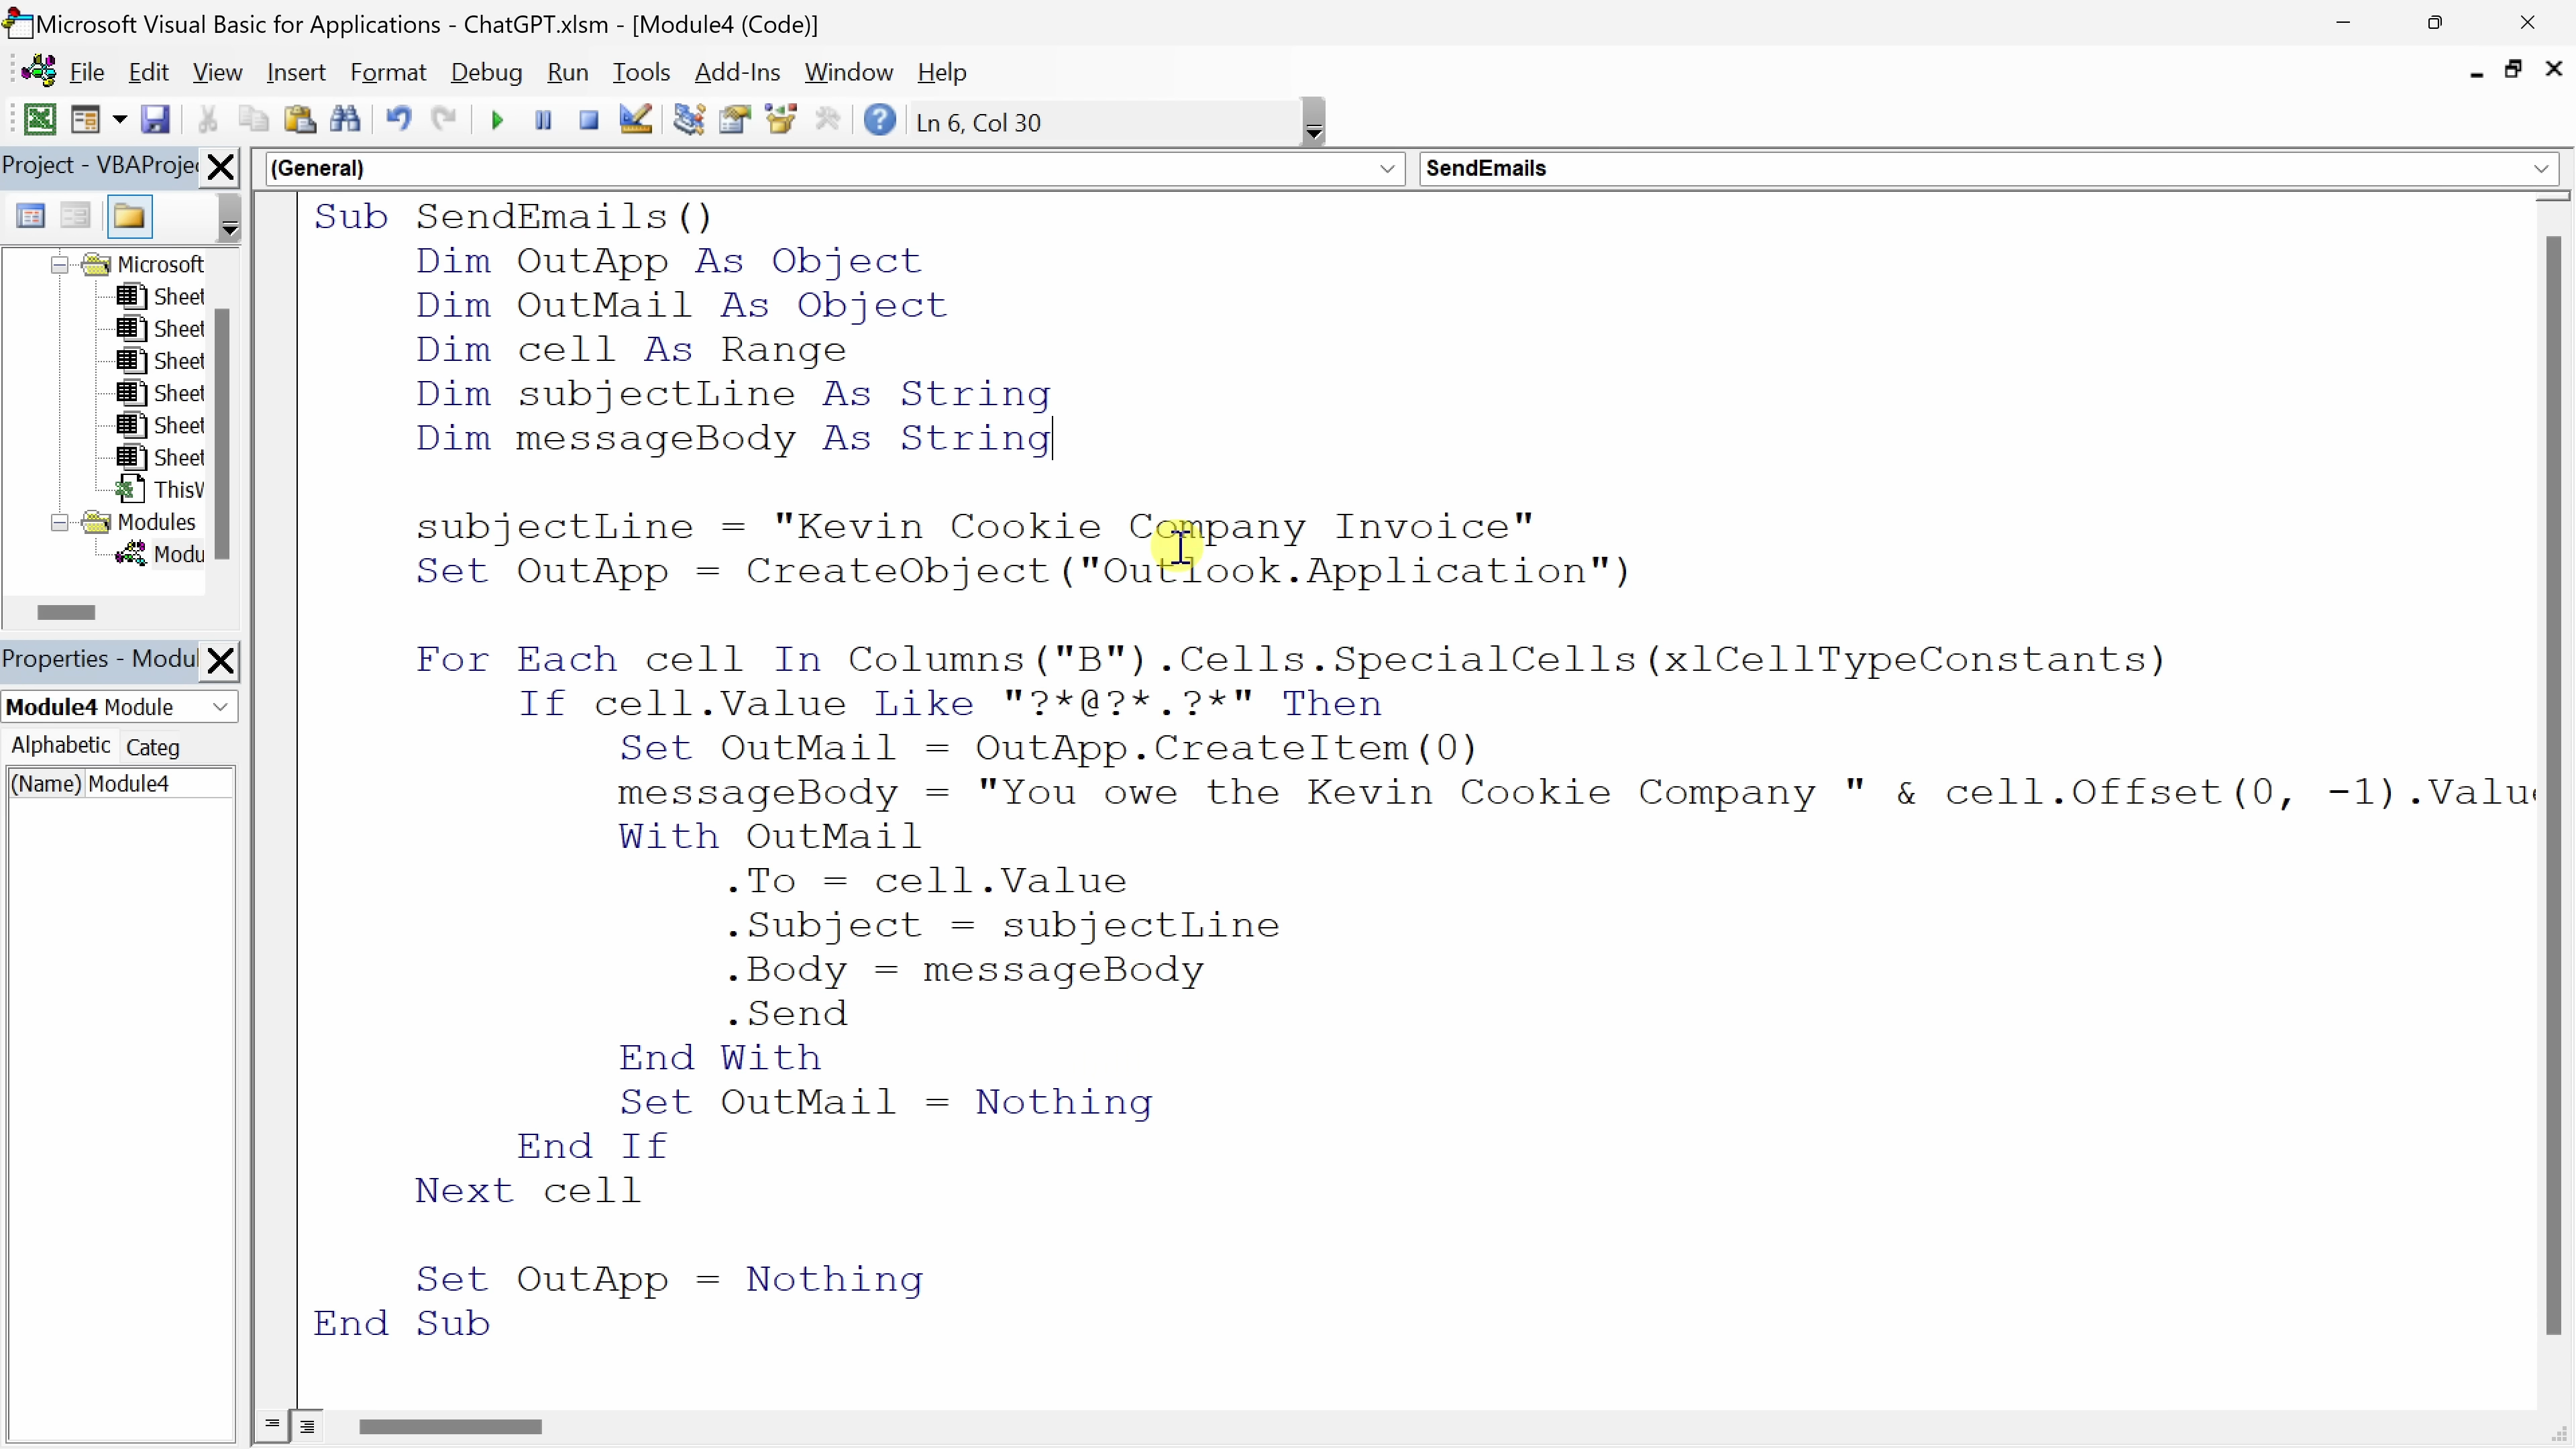 Microsoft Visual Basic for Applications - ChatGPT.xlsm - [Module4 (Code)]
File Edit View Insert Format Debug Run Tools Add-Ins Window Help
Ln 6, Col 30
Project - VBAProjec
(General)
SendEmails
Microsoft
Sheet
Sheet
Sheet
Sheet
Sheet
Sheet
ThisW
Modules
Modu
Properties - Modul
Module4 Module
Alphabetic Categ
(Name) Module4
Sub SendEmails()
Dim OutApp As Object
Dim OutMail As Object
Dim cell As Range
Dim subjectLine As String
Dim messageBody As String
subjectLine = "Kevin Cookie Company Invoice"
Set OutApp = CreateObject("Outlook.Application")
For Each cell In Columns("B").Cells.SpecialCells(xlCellTypeConstants)
If cell.Value Like "?*@?*.?*" Then
Set OutMail = OutApp.CreateItem(0)
messageBody = "You owe the Kevin Cookie Company " & cell.Offset(0, -1).Value
With OutMail
.To = cell.Value
.Subject = subjectLine
.Body = messageBody
.Send
End With
Set OutMail = Nothing
End If
Next cell
Set OutApp = Nothing
End Sub